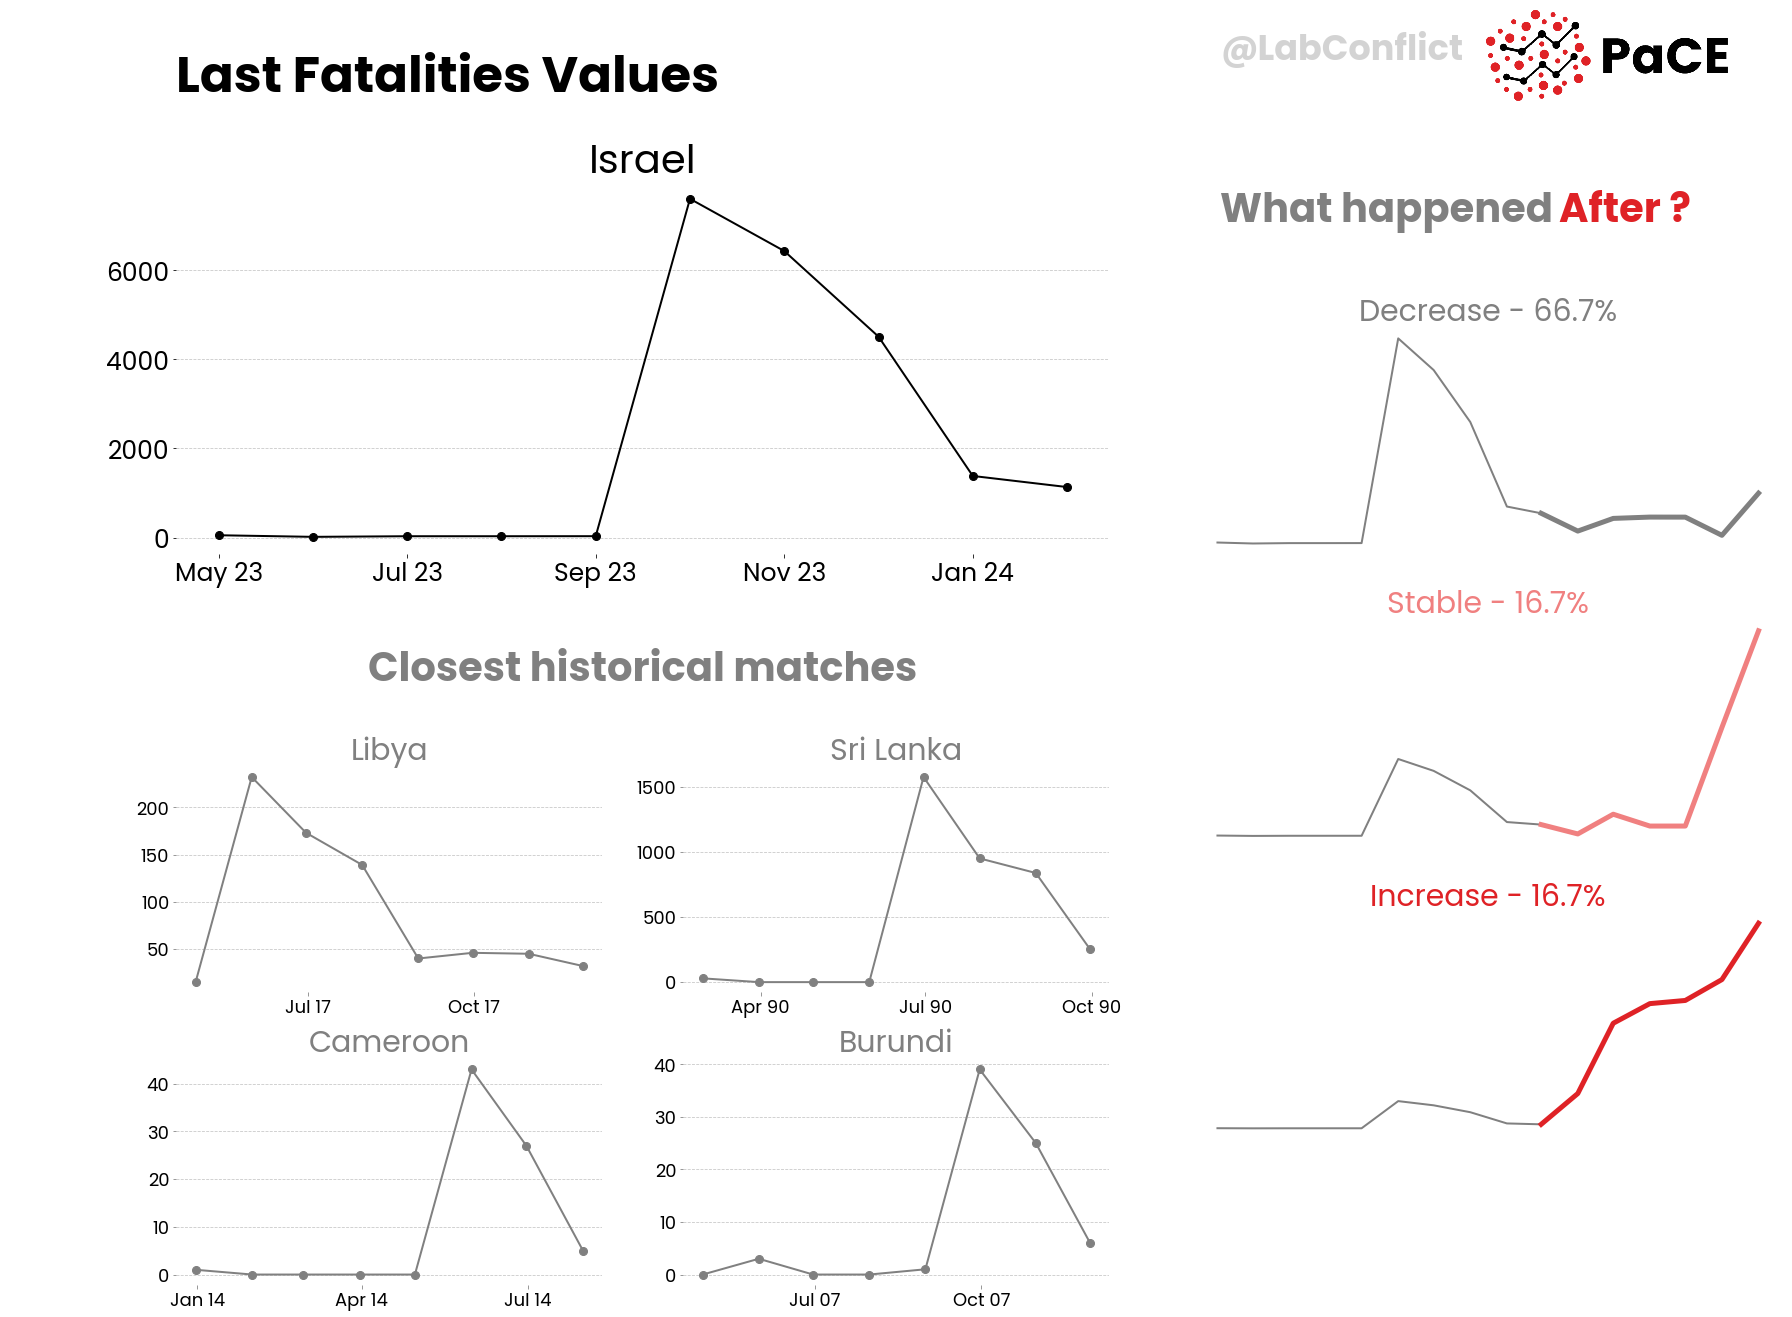 @LabConflict PaCE
Last Fatalities Values
Israel
6000
4000
2000
0
May 23 Jul 23 Sep 23 Nov 23 Jan 24
Closest historical matches
Libya
200
150
100
50
Jul 17 Oct 17
Sri Lanka
1500
1000
500
0
Apr 90 Jul 90 Oct 90
Cameroon
40
30
20
10
0
Jan 14 Apr 14 Jul 14
Burundi
40
30
20
10
0
Jul 07 Oct 07
What happened After ?
Decrease - 66.7%
Stable - 16.7%
Increase - 16.7%